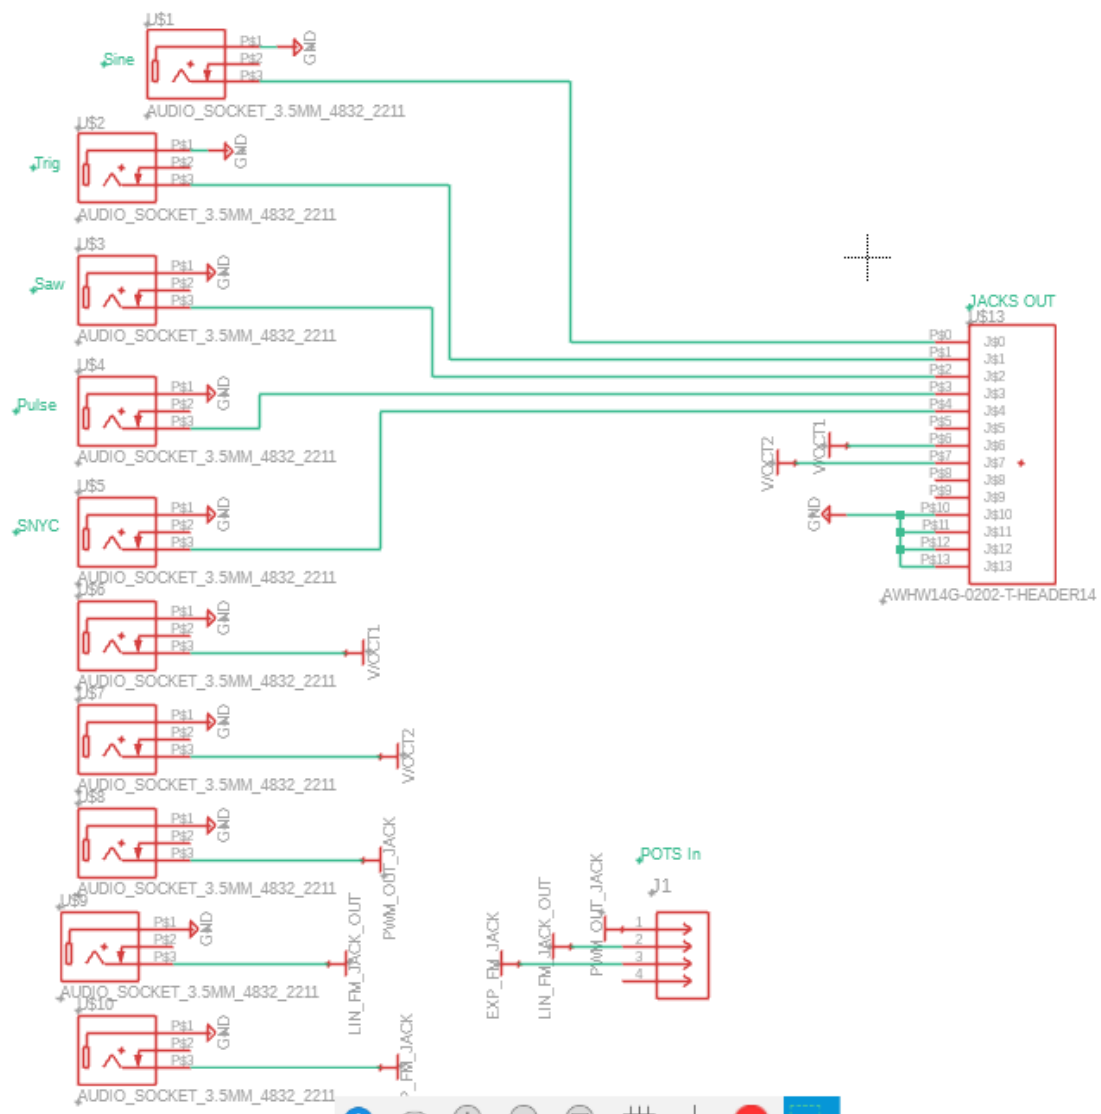 U$1
Sine
P$1
P$2
P$3
GND
AUDIO_SOCKET_3.5MM_4832_2211
U$2
Trig
P$1
P$2
P$3
GND
AUDIO_SOCKET_3.5MM_4832_2211
U$3
Saw
P$1
P$2
P$3
GND
AUDIO_SOCKET_3.5MM_4832_2211
U$4
Pulse
P$1
P$2
P$3
GND
AUDIO_SOCKET_3.5MM_4832_2211
U$5
SNYC
P$1
P$2
P$3
GND
AUDIO_SOCKET_3.5MM_4832_2211
U$6
P$1
P$2
P$3
GND
V/OCT1
AUDIO_SOCKET_3.5MM_4832_2211
U$7
P$1
P$2
P$3
GND
V/OCT2
AUDIO_SOCKET_3.5MM_4832_2211
U$8
P$1
P$2
P$3
GND
PWM_OUT_JACK
AUDIO_SOCKET_3.5MM_4832_2211
U$9
P$1
P$2
P$3
GND
LIN_FM_JACK_OUT
AUDIO_SOCKET_3.5MM_4832_2211
U$10
P$1
P$2
P$3
GND
P_FM_JACK
AUDIO_SOCKET_3.5MM_4832_2211
JACKS OUT
U$13
P$0 J$0
P$1 J$1
P$2 J$2
P$3 J$3
P$4 J$4
P$5 J$5
P$6 J$6
P$7 J$7
P$8 J$8
P$9 J$9
P$10 J$10
P$11 J$11
P$12 J$12
P$13 J$13
V/OCT2
V/OCT1
GND
AWHW14G-0202-T-HEADER14
POTS In
J1
1
2
3
4
EXP_FM_JACK
LIN_FM_JACK_OUT
PWM_OUT_JACK